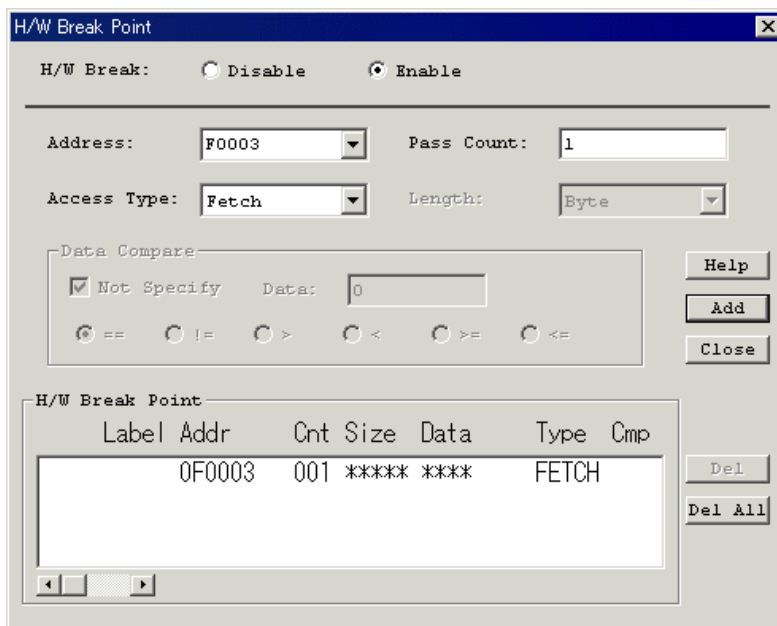 H/W Break Point
H/W Break: Disable Enable
Address: F0003 Pass Count: 1
Access Type: Fetch Length: Byte
Data Compare
Not Specify Data: 0
== != > < >= <=
Help
Add
Close
H/W Break Point
Label Addr Cnt Size Data Type Cmp
0F0003 001 ***** **** FETCH
Del
Del All